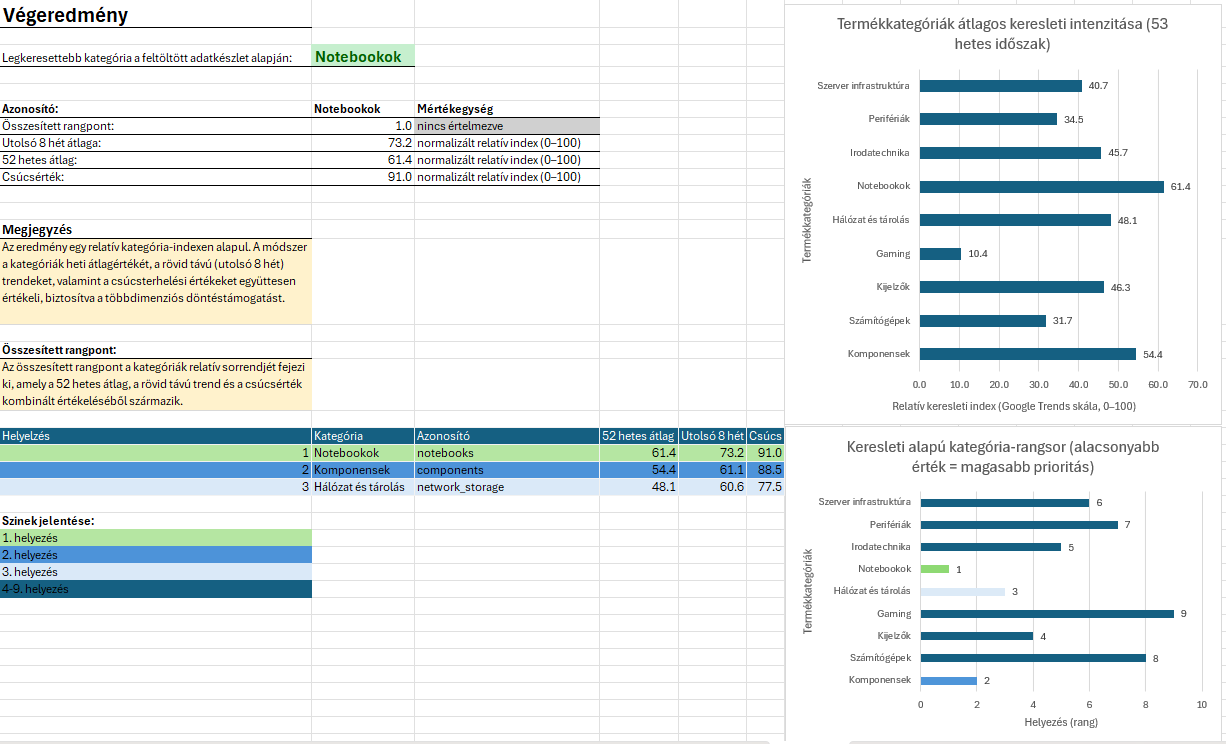 Végeredmény
Legkeresettebb kategória a feltöltött adatkészlet alapján: Notebookok
Azonosító: Notebookok Mértékegység
Összesített rangpont: 1.0 nincs értelmezve
Utolsó 8 hét átlaga: 73.2 normalizált relatív index (0–100)
52 hetes átlag: 61.4 normalizált relatív index (0–100)
Csúcsérték: 91.0 normalizált relatív index (0–100)
Megjegyzés
Az eredmény egy relatív kategória-indexen alapul. A módszer
a kategóriák heti átlagértékét, a rövid távú (utolsó 8 hét)
trendeket, valamint a csúcsterhelési értékeket együttesen
értékeli, biztosítva a többdimenziós döntéstámogatást.
Összesített rangpont:
Az összesített rangpont a kategóriák relatív sorrendjét fejezi
ki, amely a 52 hetes átlag, a rövid távú trend és a csúcsérték
kombinált értékeléséből származik.
Helyelzés Kategória Azonosító 52 hetes átlag Utolsó 8 hét Csúcs
1 Notebookok notebooks 61.4 73.2 91.0
2 Komponensek components 54.4 61.1 88.5
3 Hálózat és tárolás network_storage 48.1 60.6 77.5
Szinek jelentése:
1. helyezés
2. helyezés
3. helyezés
4-9. helyezés
Termékkategóriák átlagos keresleti intenzitása (53
hetes időszak)
Termékkategóriák
Szerver infrastruktúra 40.7
Perifériák 34.5
Irodatechnika 45.7
Notebookok 61.4
Hálózat és tárolás 48.1
Gaming 10.4
Kijelzők 46.3
Számítógépek 31.7
Komponensek 54.4
0.0 10.0 20.0 30.0 40.0 50.0 60.0 70.0
Relatív keresleti index (Google Trends skála, 0–100)
Keresleti alapú kategória-rangsor (alacsonyabb
érték = magasabb prioritás)
Termékkategóriák
Szerver infrastruktúra 6
Perifériák 7
Irodatechnika 5
Notebookok 1
Hálózat és tárolás 3
Gaming 9
Kijelzők 4
Számítógépek 8
Komponensek 2
0 2 4 6 8 10
Helyezés (rang)